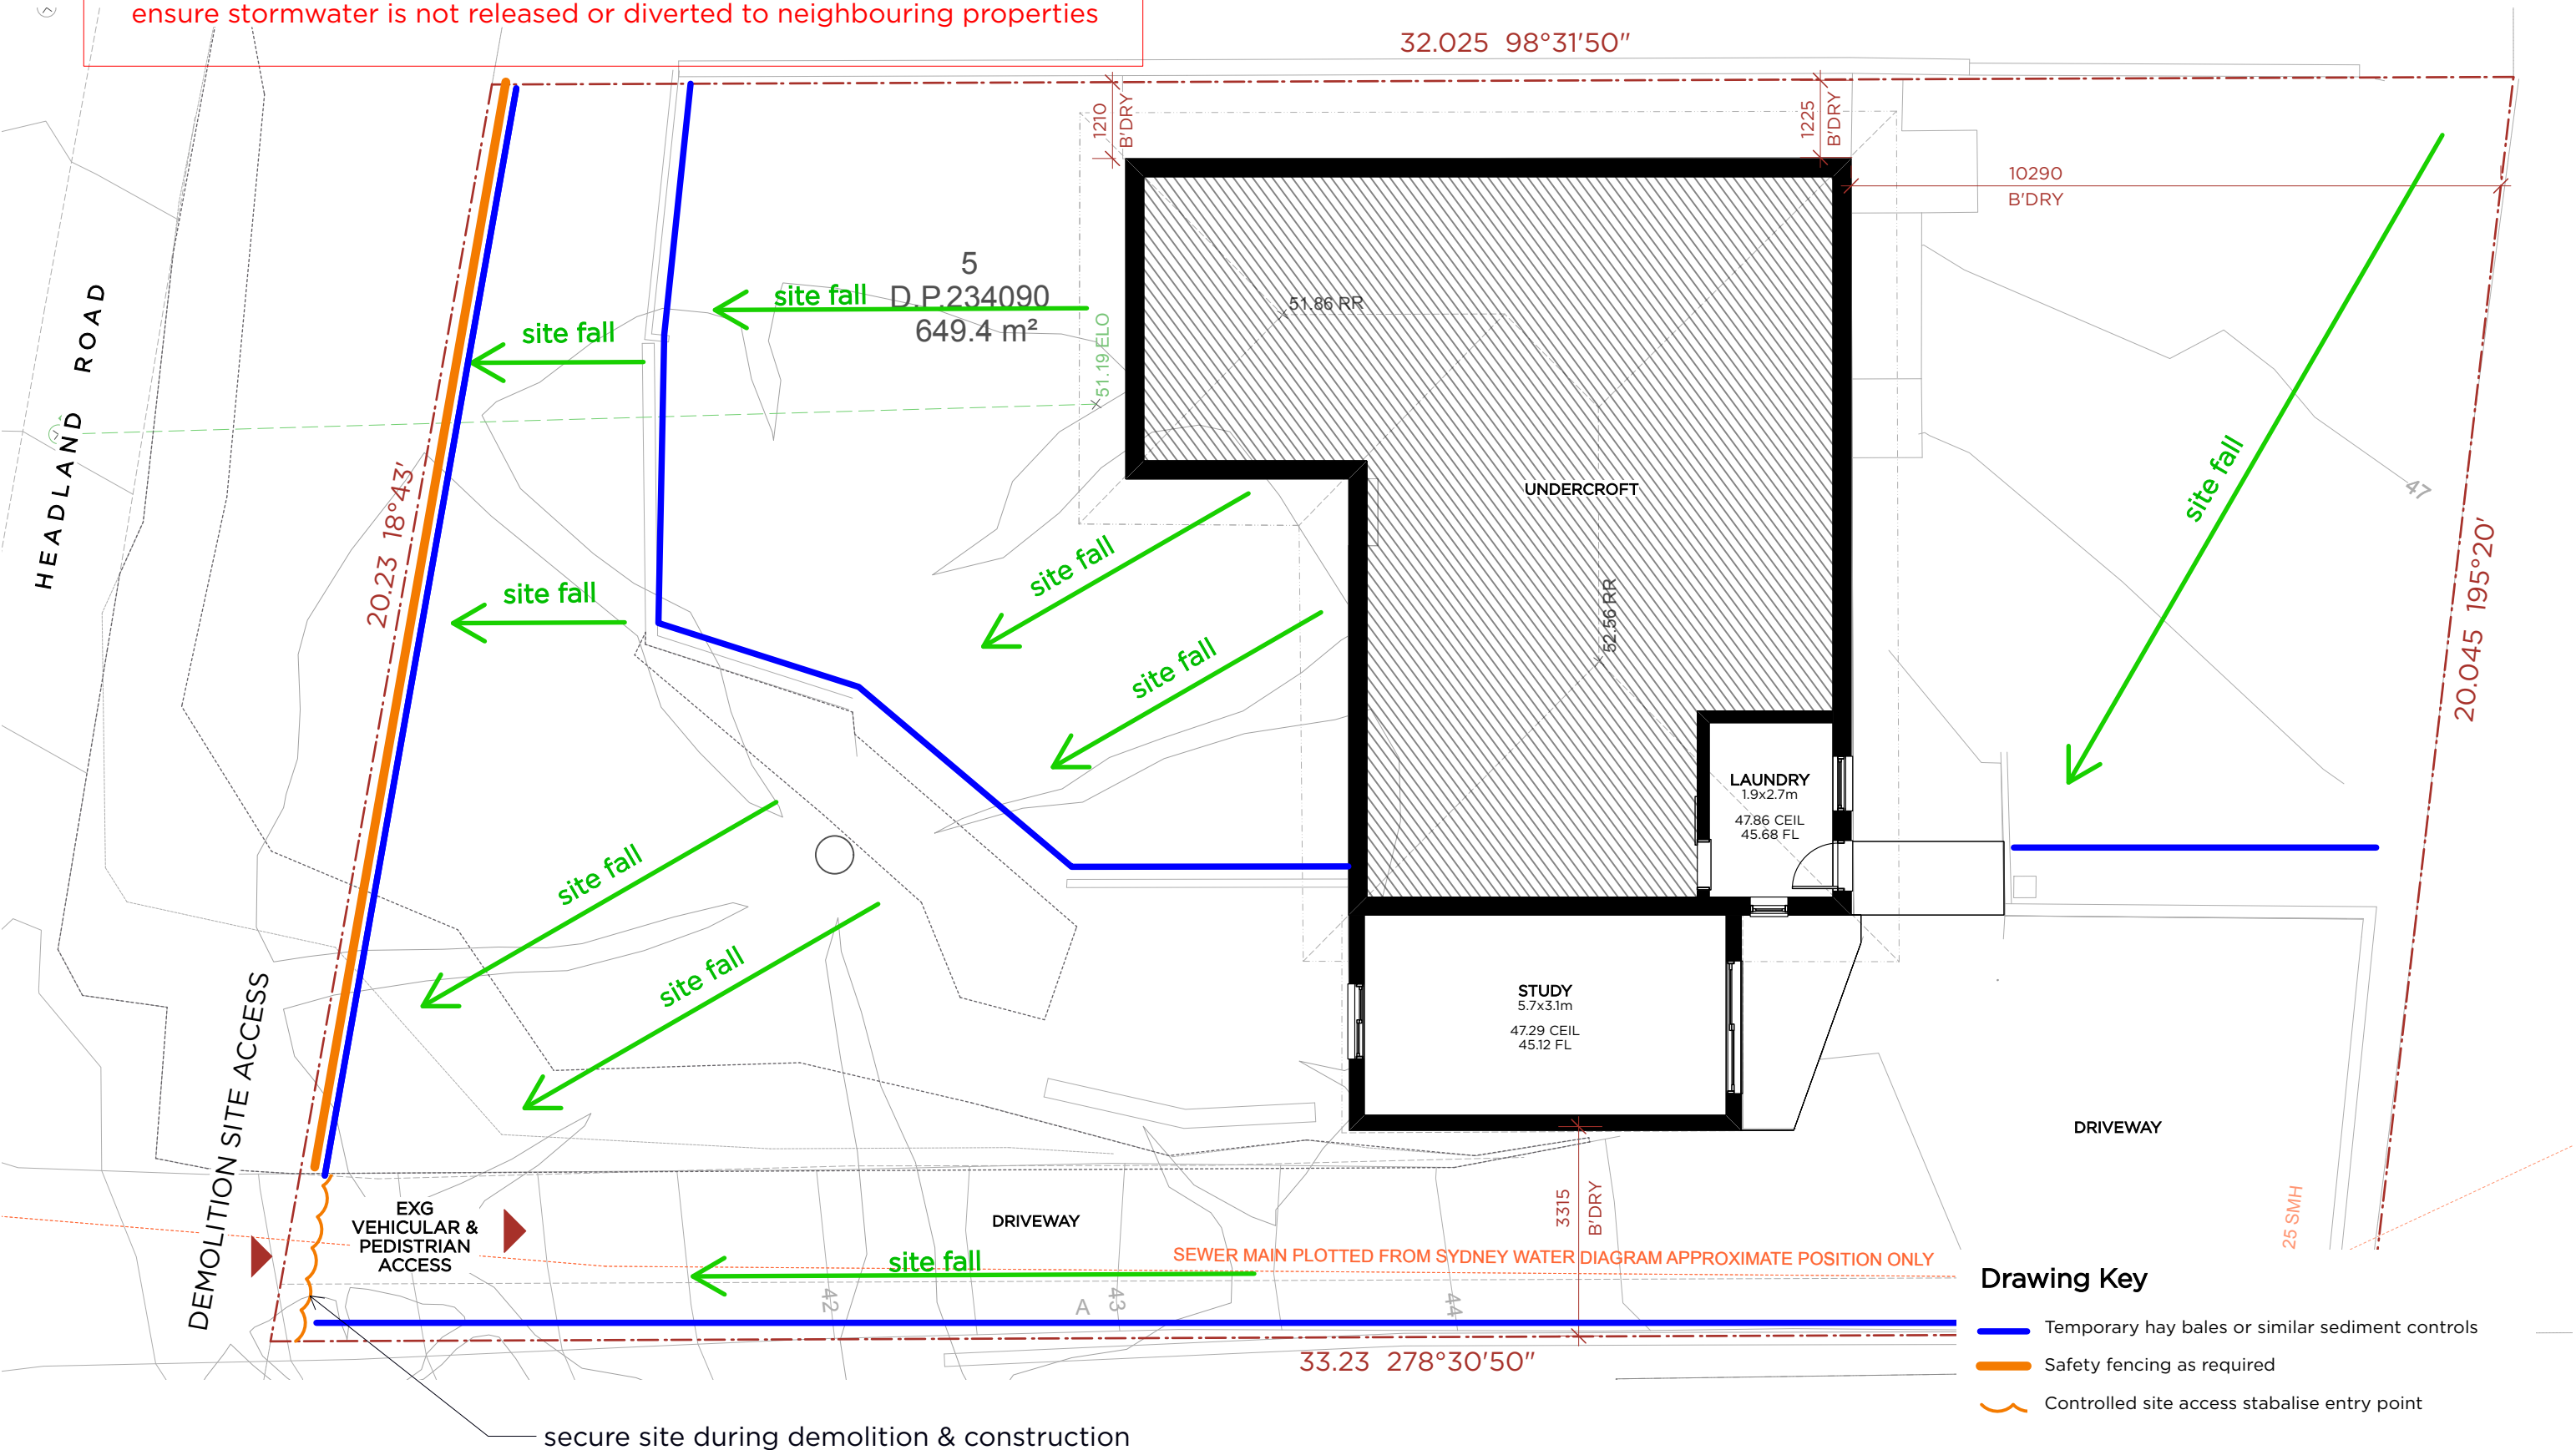 ensure stormwater is not released or diverted to neighbouring properties
32.025 98°31'50"
1210
B'DRY
1225
B'DRY
10290
B'DRY
5
D.P.234090
649.4 m²
site fall
site fall
51.19 ELO
51.86 RR
HEADLAND ROAD
20.23 18°43'
UNDERCROFT
site fall
47
site fall
site fall
site fall
52.56 RR
20.045 195°20'
LAUNDRY
1.9x2.7m
47.86 CEIL
45.68 FL
site fall
site fall
STUDY
5.7x3.1m
47.29 CEIL
45.12 FL
DEMOLITION SITE ACCESS
DRIVEWAY
EXG
VEHICULAR &
PEDISTRIAN
ACCESS
DRIVEWAY
3315
B'DRY
25 SMH
site fall
SEWER MAIN PLOTTED FROM SYDNEY WATER DIAGRAM APPROXIMATE POSITION ONLY
42
A
43
44
33.23 278°30'50"
Drawing Key
Temporary hay bales or similar sediment controls
Safety fencing as required
Controlled site access stabalise entry point
secure site during demolition & construction